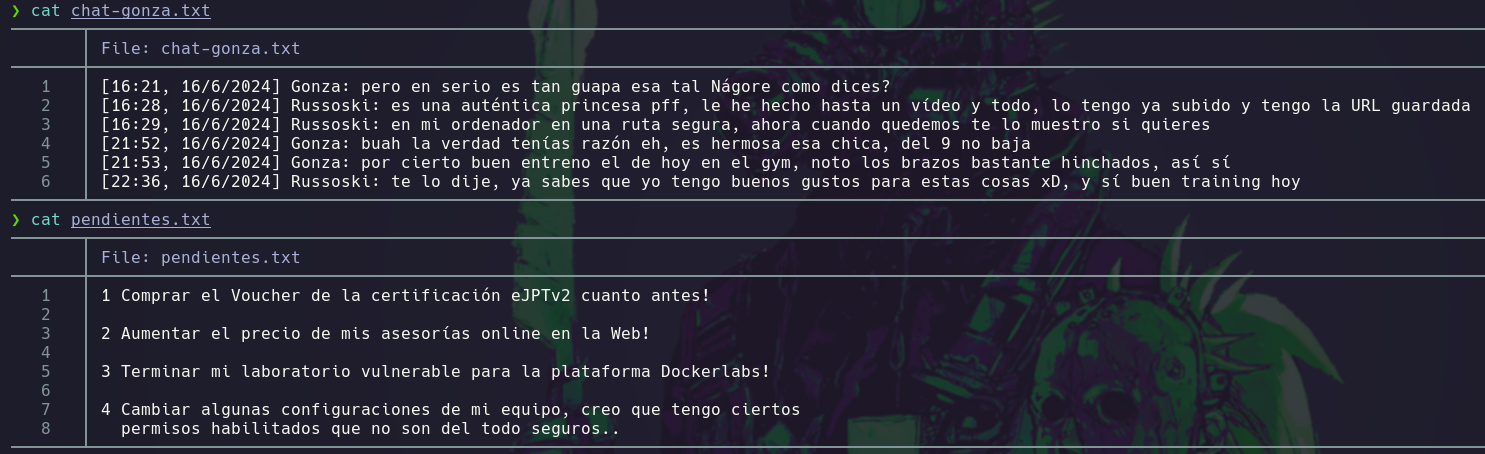 ❯ cat chat-gonza.txt
File: chat-gonza.txt
1 [16:21, 16/6/2024] Gonza: pero en serio es tan guapa esa tal Nágore como dices?
2 [16:28, 16/6/2024] Russoski: es una auténtica princesa pff, le he hecho hasta un vídeo y todo, lo tengo ya subido y tengo la URL guardada
3 [16:29, 16/6/2024] Russoski: en mi ordenador en una ruta segura, ahora cuando quedemos te lo muestro si quieres
4 [21:52, 16/6/2024] Gonza: buah la verdad tenías razón eh, es hermosa esa chica, del 9 no baja
5 [21:53, 16/6/2024] Gonza: por cierto buen entreno el de hoy en el gym, noto los brazos bastante hinchados, así sí
6 [22:36, 16/6/2024] Russoski: te lo dije, ya sabes que yo tengo buenos gustos para estas cosas xD, y sí buen training hoy
❯ cat pendientes.txt
File: pendientes.txt
1 1 Comprar el Voucher de la certificación eJPTv2 cuanto antes!
2
3 2 Aumentar el precio de mis asesorías online en la Web!
4
5 3 Terminar mi laboratorio vulnerable para la plataforma Dockerlabs!
6
7 4 Cambiar algunas configuraciones de mi equipo, creo que tengo ciertos
8 permisos habilitados que no son del todo seguros..